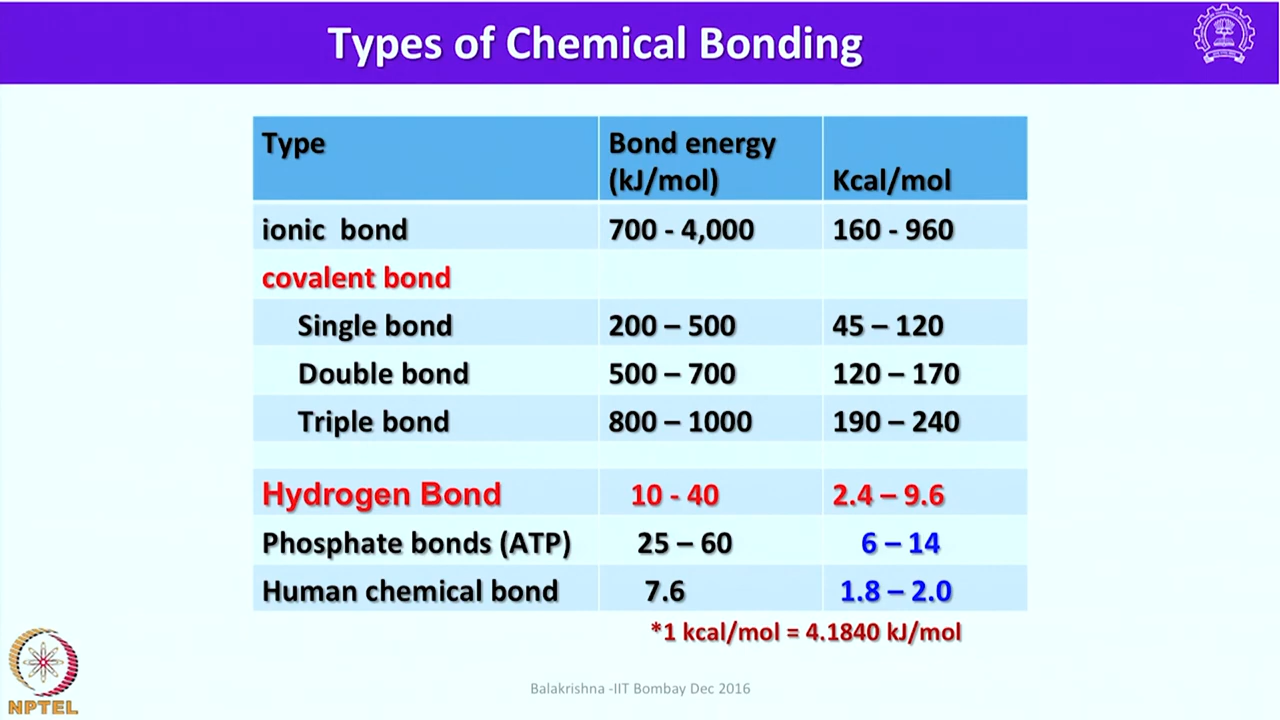 Types of Chemical Bonding
Type Bond energy (kJ/mol) Kcal/mol
ionic bond 700 - 4,000 160 - 960
covalent bond
Single bond 200 – 500 45 – 120
Double bond 500 – 700 120 – 170
Triple bond 800 – 1000 190 – 240
Hydrogen Bond 10 - 40 2.4 – 9.6
Phosphate bonds (ATP) 25 – 60 6 – 14
Human chemical bond 7.6 1.8 – 2.0
*1 kcal/mol = 4.1840 kJ/mol
Balakrishna -IIT Bombay Dec 2016
NPTEL